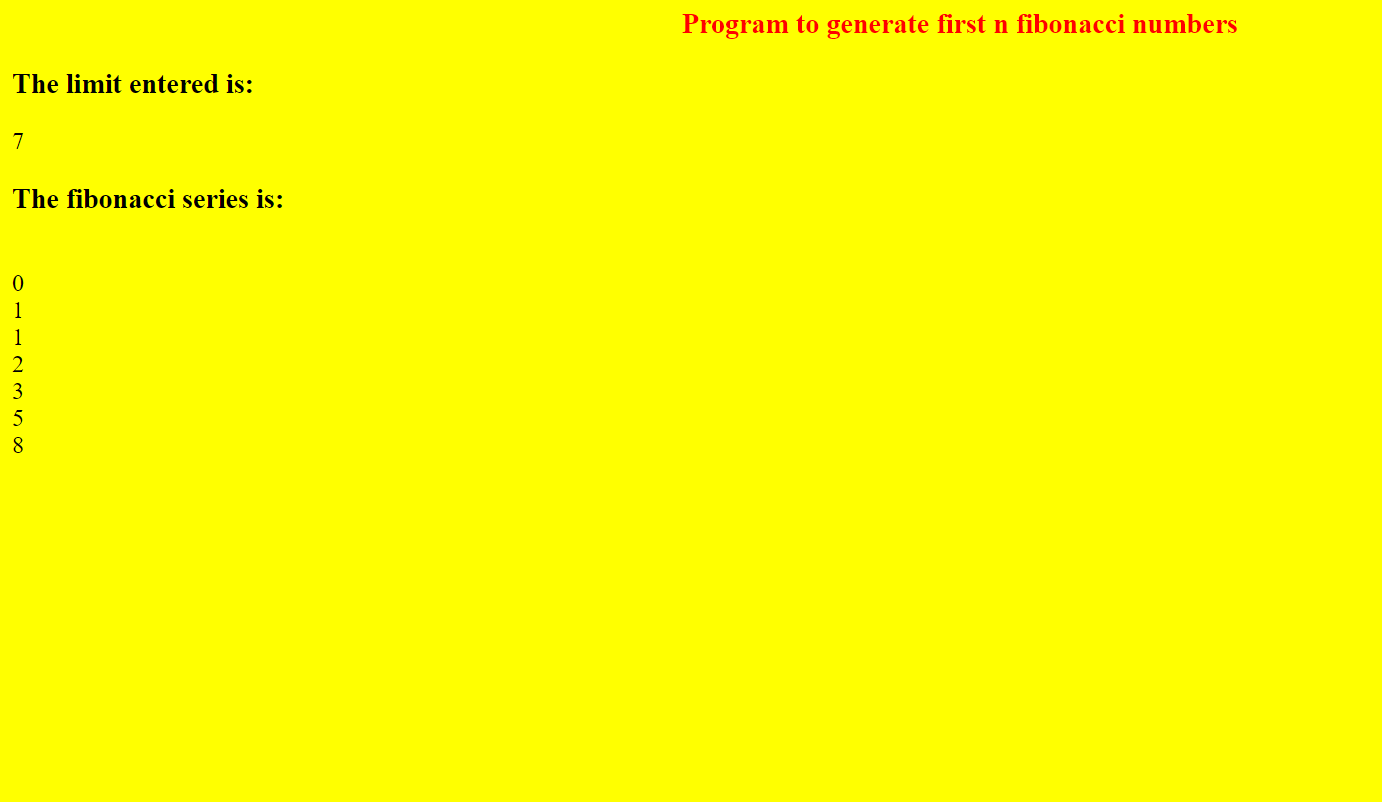 Program to generate first n fibonacci numbers
The limit entered is:
7
The fibonacci series is:
0
1
1
2
3
5
8